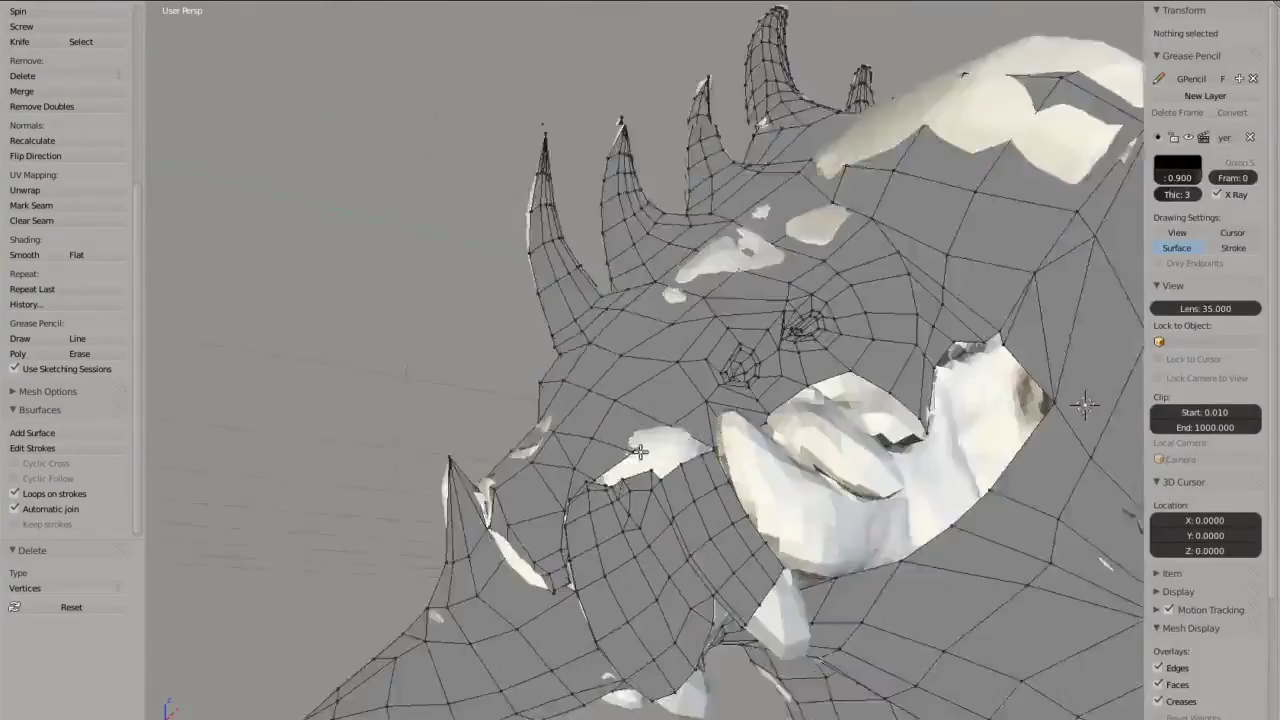 Spin
Screw
Knife Select
Remove:
Delete
Merge
Remove Doubles
Normals:
Recalculate
Flip Direction
UV Mapping:
Unwrap
Mark Seam
Clear Seam
Shading:
Smooth Flat
Repeat:
Repeat Last
History...
Grease Pencil:
Draw Line
Poly Erase
Use Sketching Sessions
Mesh Options
Bsurfaces
Add Surface
Edit Strokes
Cyclic Cross
Cyclic Follow
Loops on strokes
Automatic join
Keep strokes
Delete
Type
Vertices
Reset
User Persp
Transform
Nothing selected
Grease Pencil
GPencil F
New Layer
Delete Frame Convert
yer
: 0.900 Fram: 0
Thic: 3 X Ray
Drawing Settings:
View Cursor
Surface Stroke
Only Endpoints
View
Lens: 35.000
Lock to Object:
Lock to Cursor
Lock Camera to View
Clip:
Start: 0.010
End: 1000.000
Local Camera:
Camera
3D Cursor
Location:
X: 0.0000
Y: 0.0000
Z: 0.0000
Item
Display
Motion Tracking
Mesh Display
Overlays:
Edges
Faces
Creases